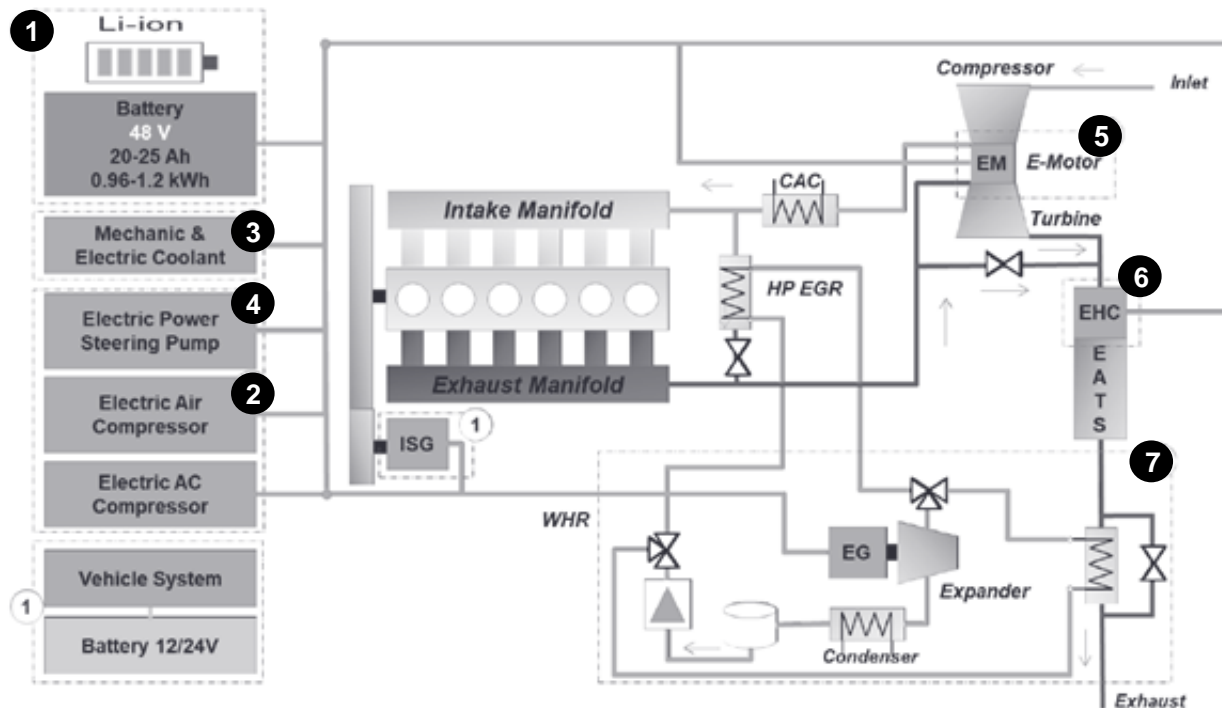 1
Li-ion
Battery
48 V
20-25 Ah
0.96-1.2 kWh
Mechanic &
Electric Coolant
3
Electric Power
Steering Pump
4
Electric Air
Compressor
2
Electric AC
Compressor
Vehicle System
1
Battery 12/24V
Intake Manifold
Exhaust Manifold
ISG
1
CAC
HP EGR
Compressor
Inlet
5
EM
E-Motor
Turbine
6
EHC
E
A
T
S
7
WHR
EG
Expander
Condenser
Exhaust